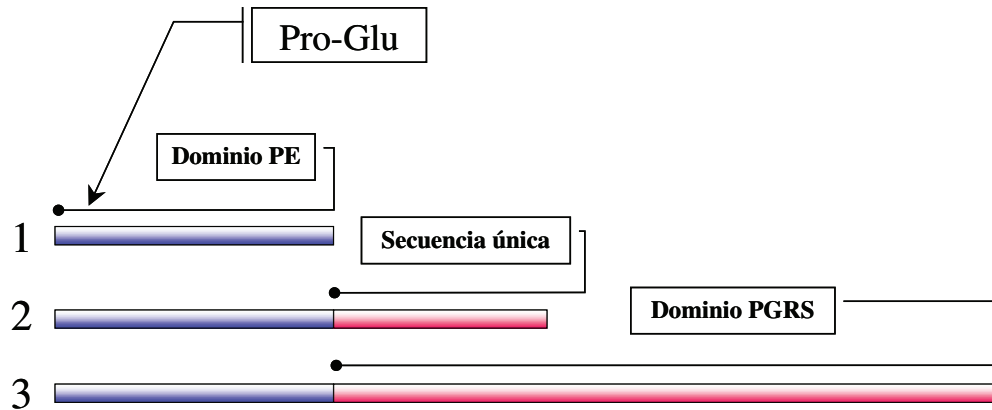 Pro-Glu
Dominio PE
1
Secuencia única
2
Dominio PGRS
3